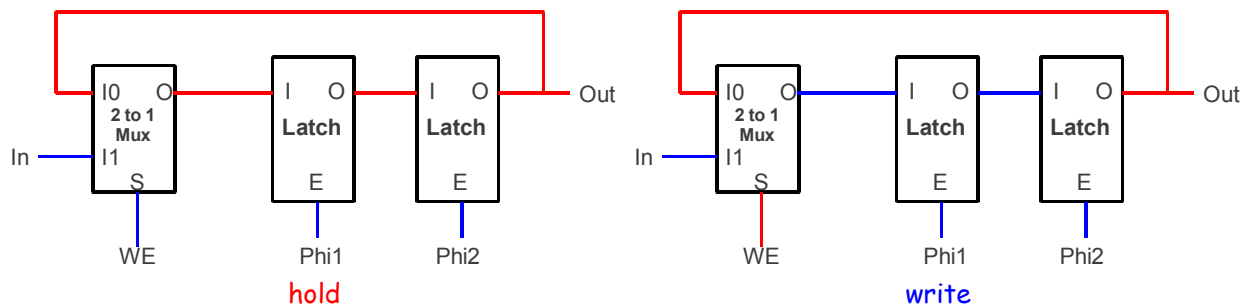 I0 O I O I O Out
2 to 1
Mux
Latch Latch
In I1
S E E
WE Phi1 Phi2
hold
I0 O I O I O Out
2 to 1
Mux
Latch Latch
In I1
S E E
WE Phi1 Phi2
write